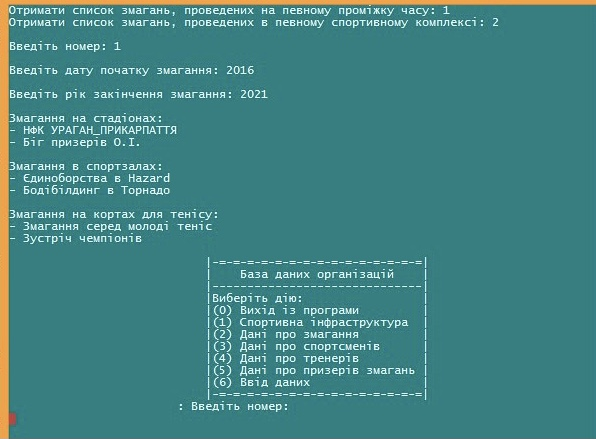 Отримати список змагань, проведених на певному проміжку часу: 1
Отримати список змагань, проведених в певному спортивному комплексі: 2
Введіть номер: 1
Введіть дату початку змагання: 2016
Введіть рік закінчення змагання: 2021
Змагання на стадіонах:
- НФК УРАГАН_ПРИКАРПАТТЯ
- Біг призерів О.І.
Змагання в спортзалах:
- Єдиноборства в Hazard
- Бодібілдинг в Торнадо
Змагання на кортах для тенісу:
- Змагання серед молоді теніс
- Зустріч чемпіонів
|-=-=-=-=-=-=-=-=-=-=-=-=-=-=-|
| База даних організацій |
|------------------------------|
|Виберіть дію: |
|(0) Вихід із програми |
|(1) Спортивна інфраструктура |
|(2) Дані про змагання |
|(3) Дані про спортсменів |
|(4) Дані про тренерів |
|(5) Дані про призерів змагань |
|(6) Ввід даних |
|-=-=-=-=-=-=-=-=-=-=-=-=-=-=-|
: Введіть номер: